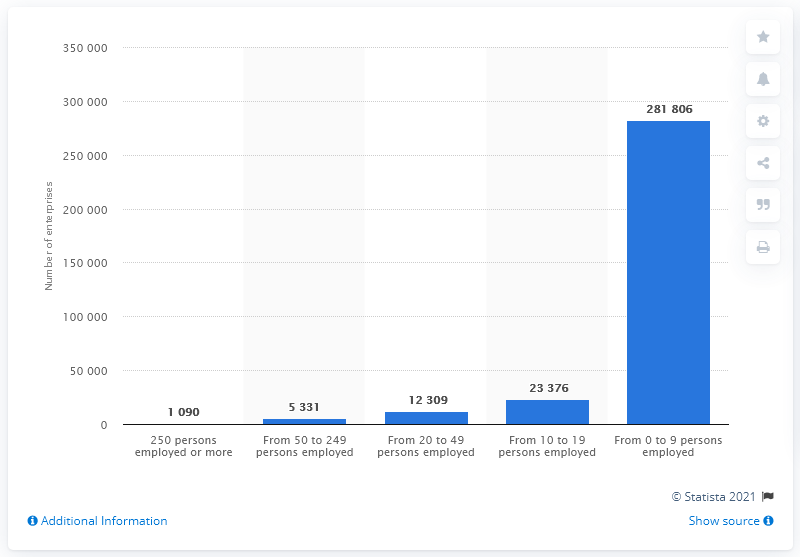 350 000
300 000
250 000
200 000
150 000
100 000
50 000
0
Number of enterprises
1 090
5 331
12 309
23 376
281 806
250 persons
employed or more
From 50 to 249
persons employed
From 20 to 49
persons employed
From 10 to 19
persons employed
From 0 to 9 persons
employed
© Statista 2021
Additional Information
Show source